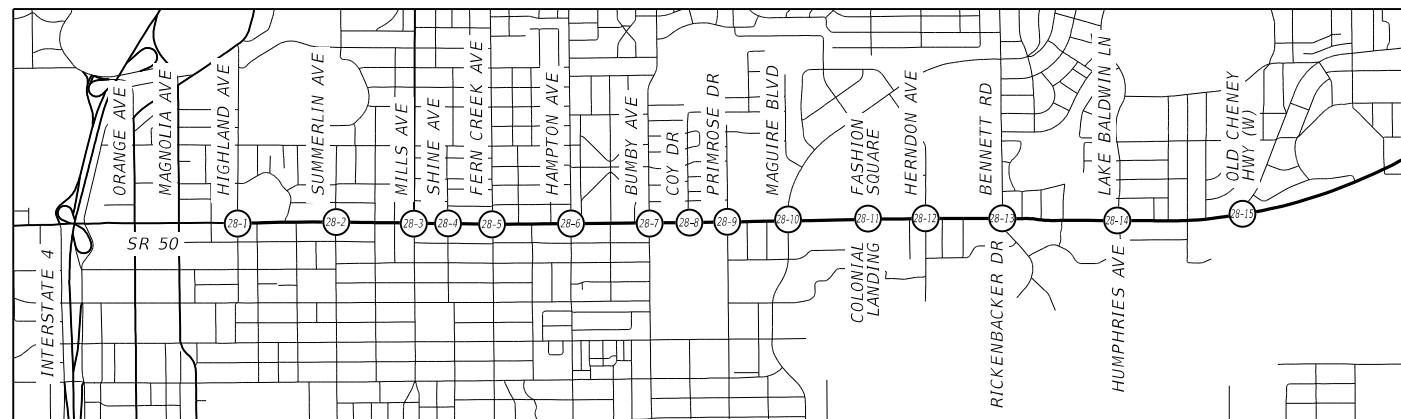 ORANGE AVE
MAGNOLIA AVE
HIGHLAND AVE
SUMMERLIN AVE
MILLS AVE
SHINE AVE
FERN CREEK AVE
HAMPTON AVE
BUMBY AVE
COY DR
PRIMROSE DR
MAGUIRE BLVD
FASHION
SQUARE
HERNDON AVE
BENNETT RD
LAKE BALDWIN LN
OLD CHENEY
HWY (W)
28-1
28-2
28-3
28-4
28-5
28-6
28-7
28-8
28-9
28-10
28-11
28-12
28-13
28-14
28-15
SR 50
INTERSTATE 4
COLONIAL
LANDING
RICKENBACKER DR
HUMPHRIES AVE